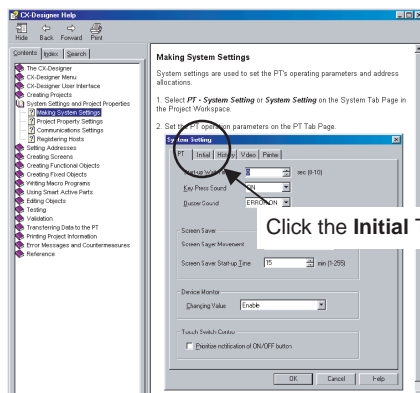 CX-Designer Help
Hide Back Forward Print
Contents Index Search
The CX-Designer
CX-Designer Menu
CX-Designer User Interface
Creating Projects
System Settings and Project Properties
Making System Settings
Project Property Settings
Communications Settings
Registering Hosts
Setting Addresses
Creating Screens
Creating Functional Objects
Creating Fixed Objects
Writing Macro Programs
Using Smart Active Parts
Editing Objects
Testing
Validation
Transferring Data to the PT
Printing Project Information
Error Messages and Countermeasures
Reference
Making System Settings
System settings are used to set the PT's operating parameters and address
allocations.
1. Select PT - System Setting or System Setting on the System Tab Page in
the Project Workspace.
2. Set the PT operation parameters on the PT Tab Page.
System Setting
PT Initial History Video Printer
Start-up Wait 0 sec (0-10)
Key Press Sound ON
Buzzer Sound ERROR ON
Click the Initial T
Screen Saver
Screen Saver Movement
Screen Saver Start-up Time 15 min (1-255)
Device Monitor
Changing Value Enable
Touch Switch Control
Prioritize notification of ON/OFF button
OK Cancel Help